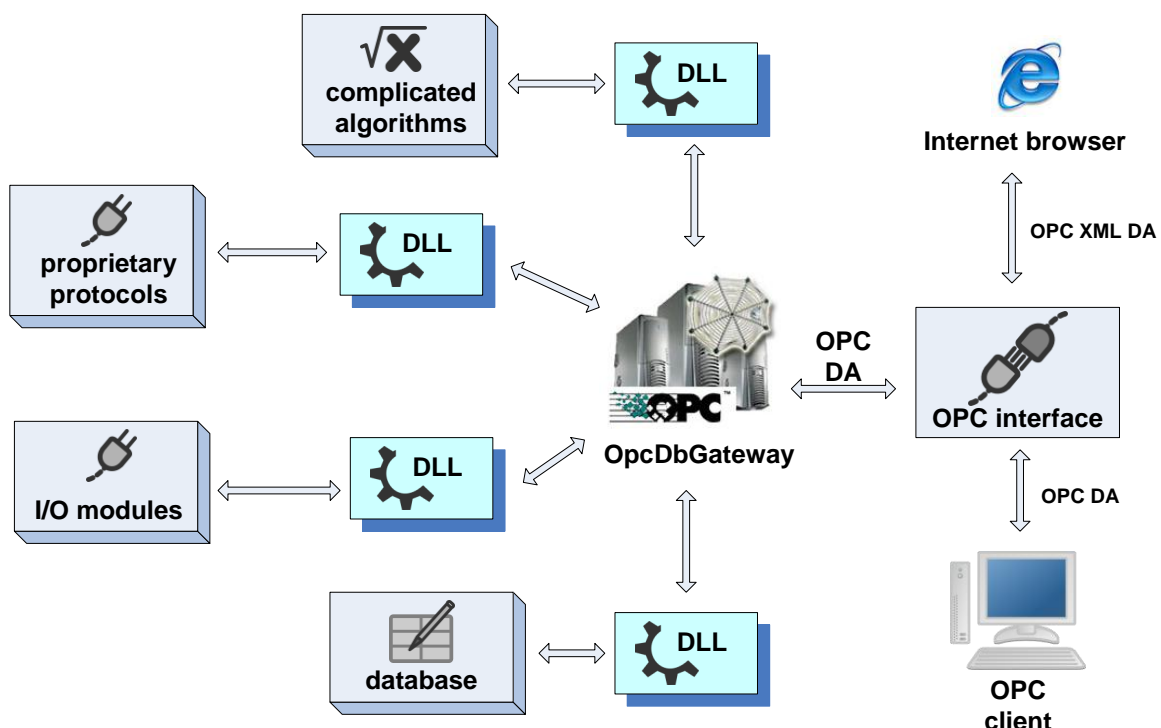 complicated
algorithms
DLL
Internet browser
OPC XML DA
proprietary
protocols
DLL
OPC
DA
OPC™
OpcDbGateway
OPC interface
I/O modules
DLL
OPC DA
database
DLL
OPC
client